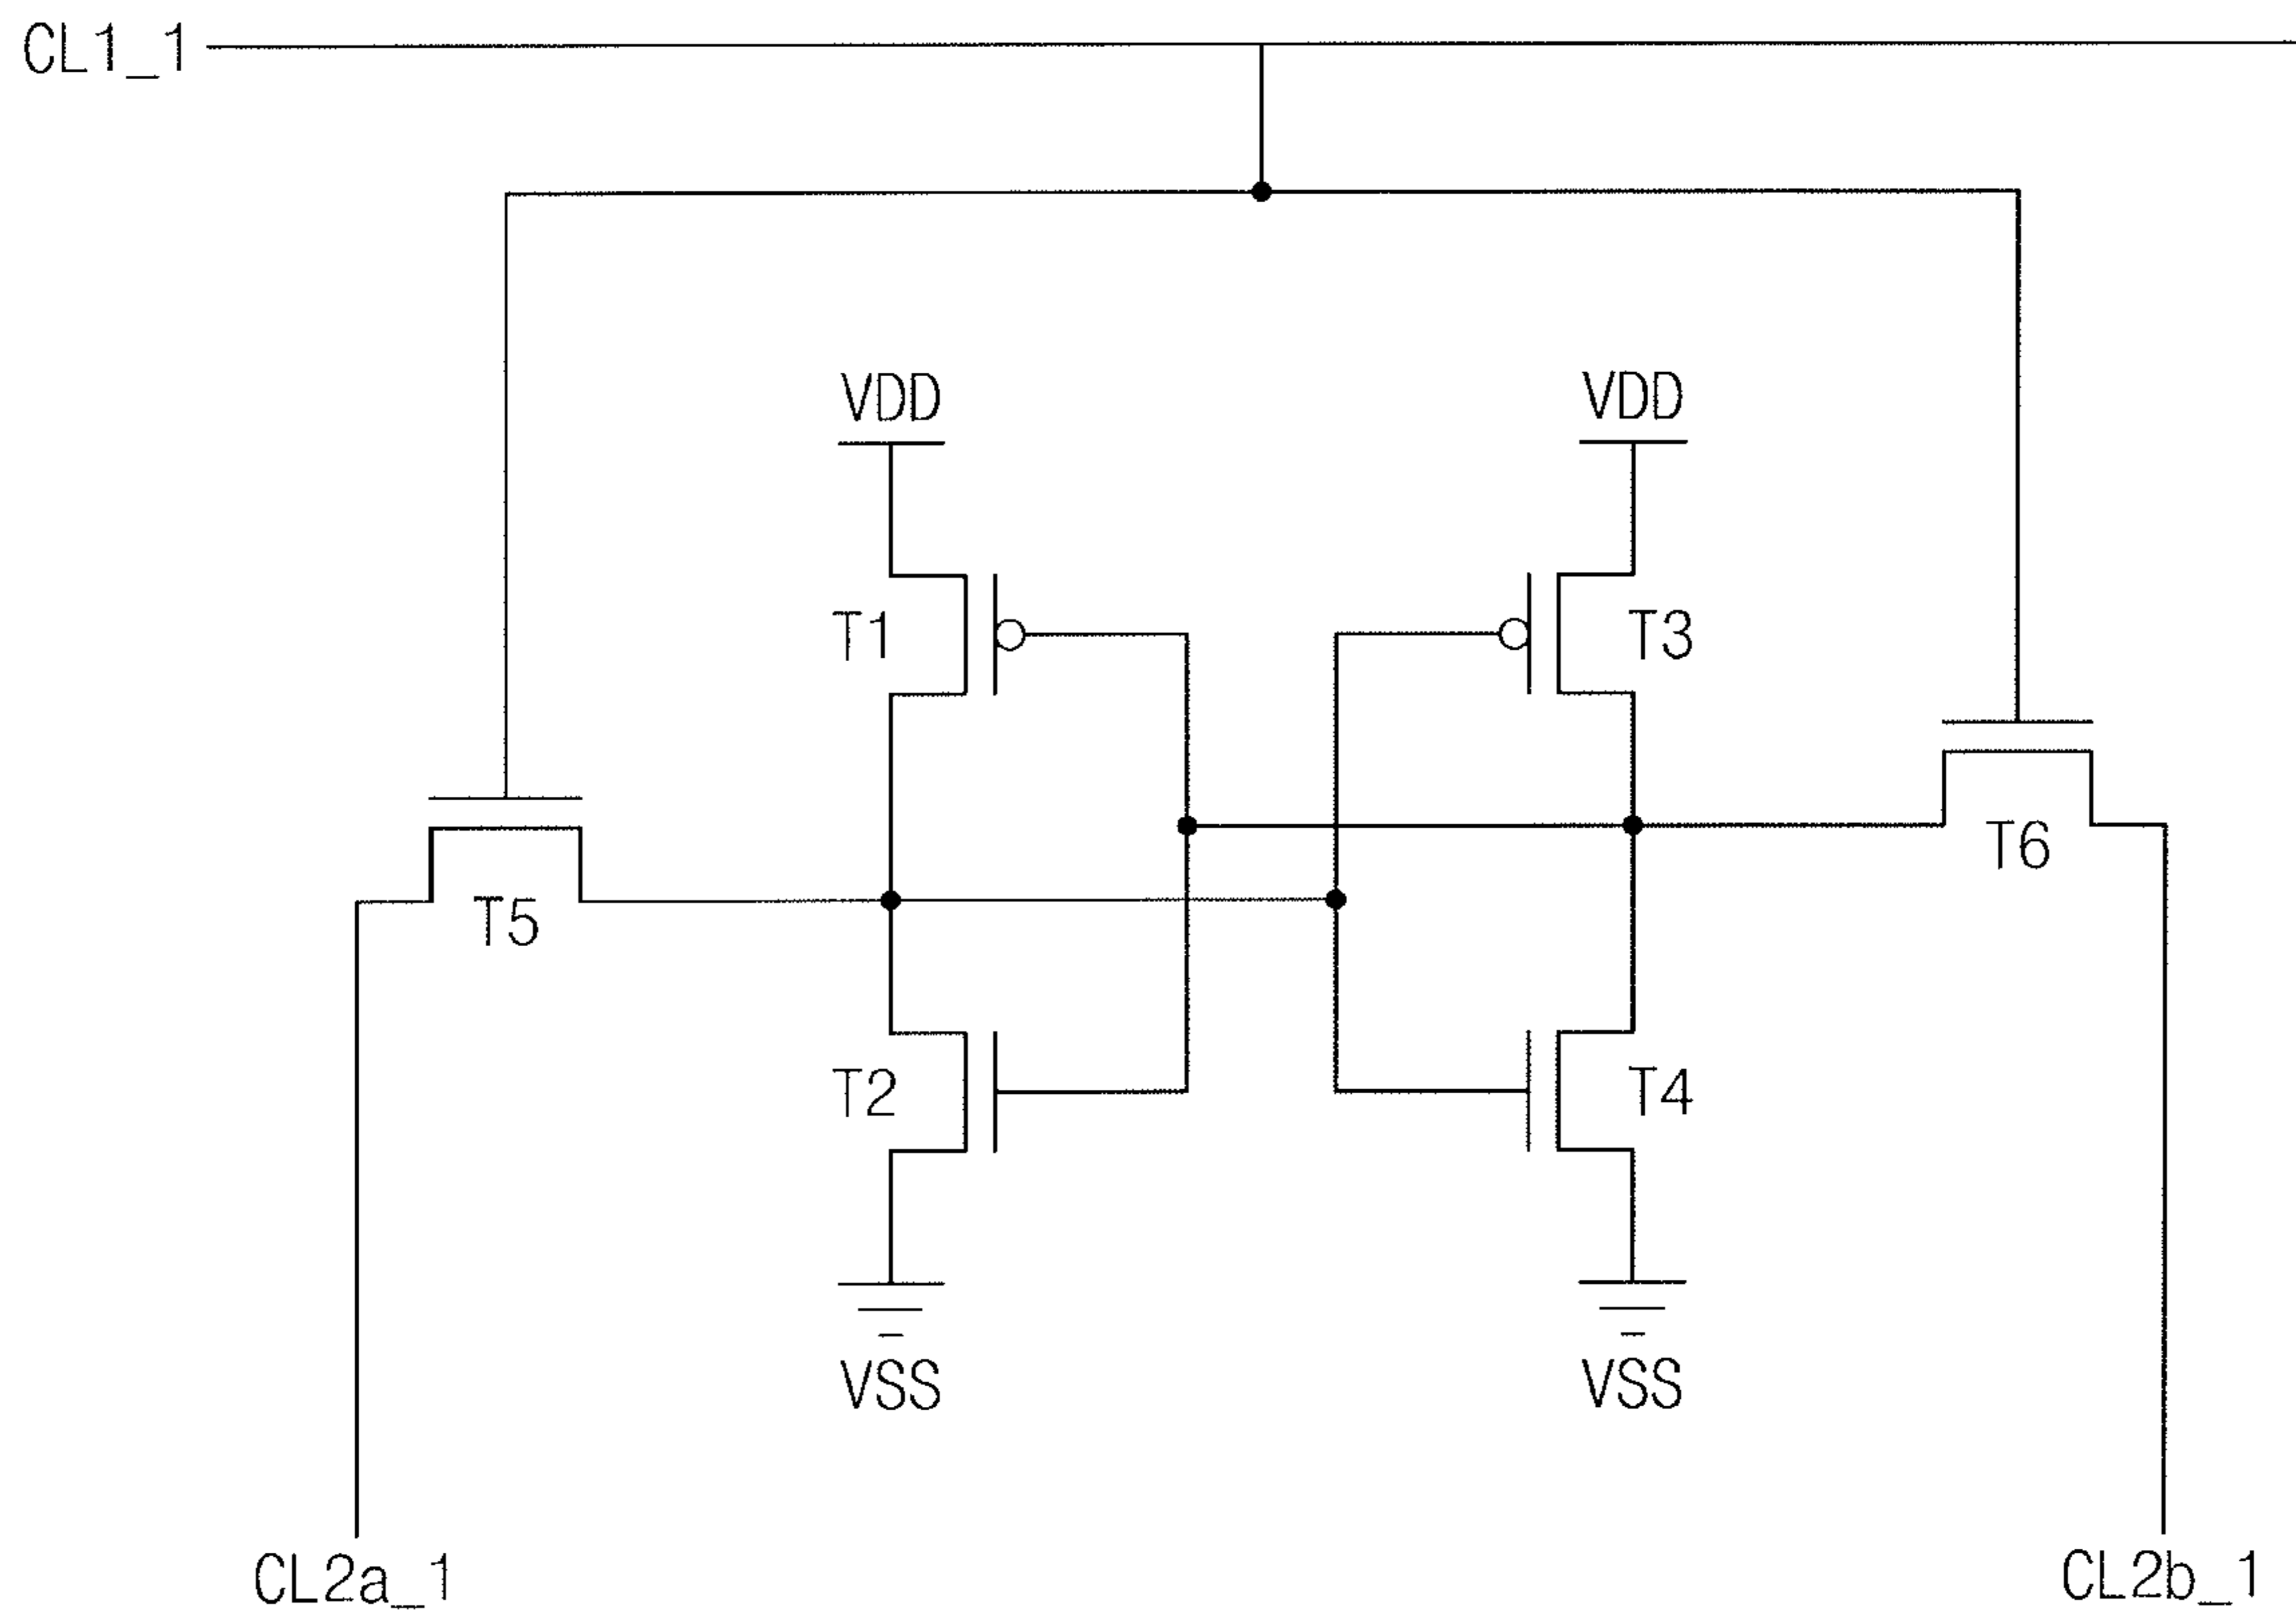 CL1_1
VDD VDD
T1 T3
T6
T5
T2 T4
VSS VSS
CL2a_1 CL2b_1